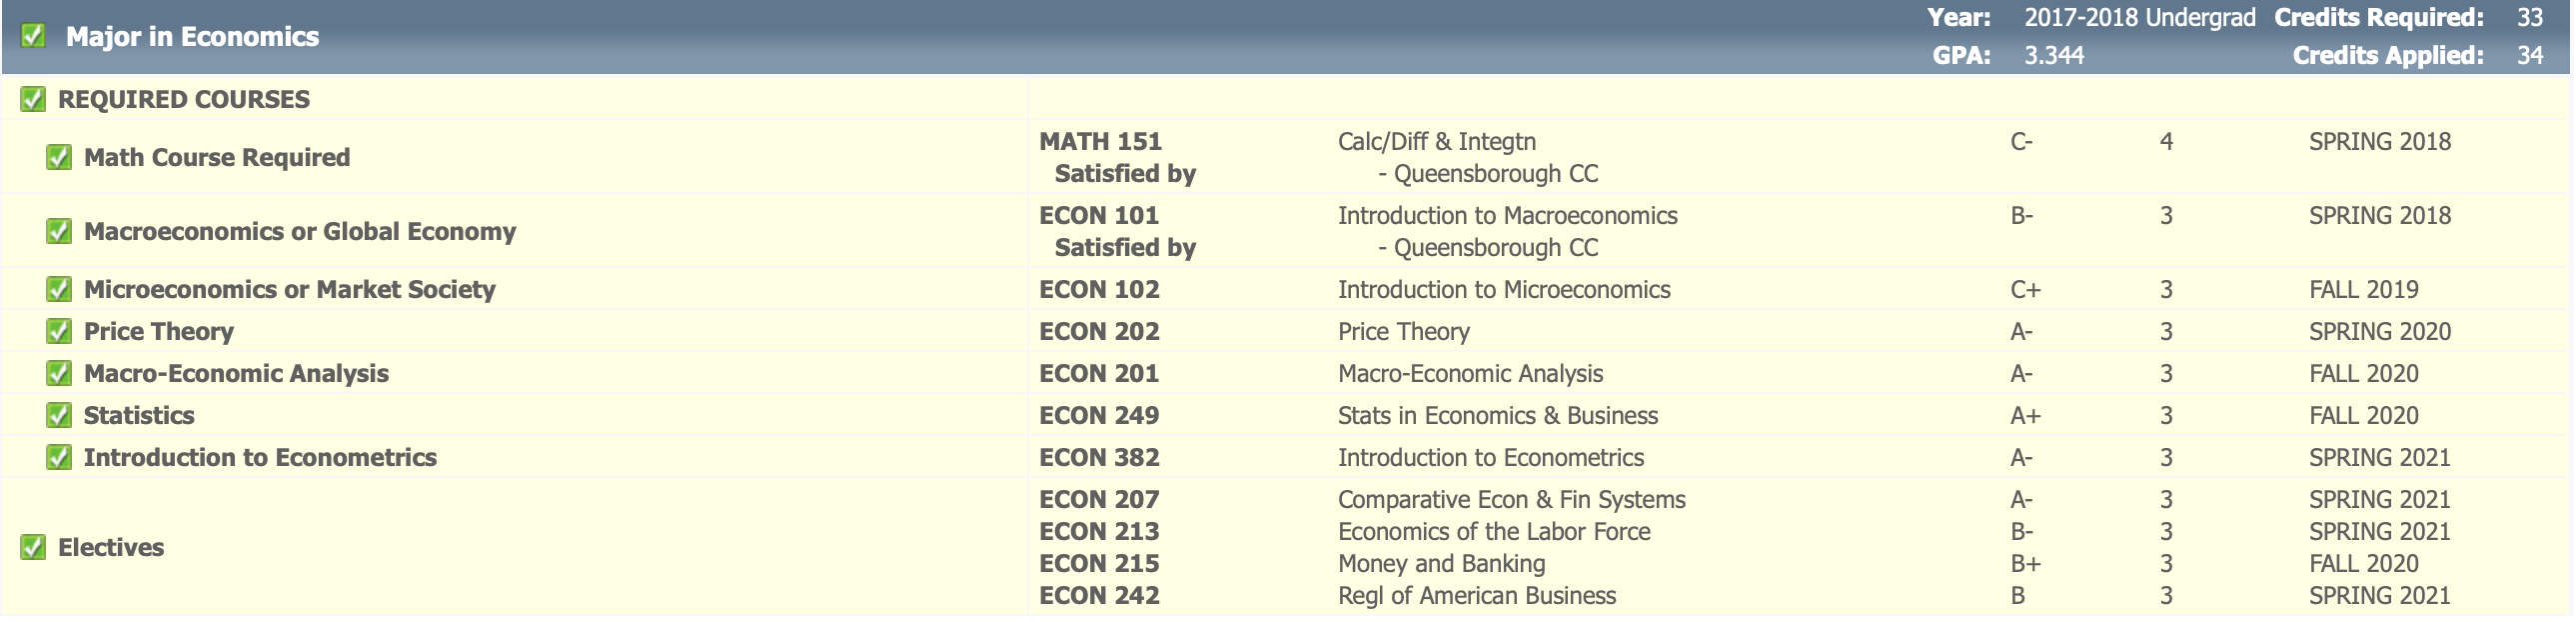 Major in Economics Year: 2017-2018 Undergrad Credits Required: 33
GPA: 3.344 Credits Applied: 34
REQUIRED COURSES
Math Course Required MATH 151 Calc/Diff & Integtn C- 4 SPRING 2018
Satisfied by - Queensborough CC
Macroeconomics or Global Economy ECON 101 Introduction to Macroeconomics B- 3 SPRING 2018
Satisfied by - Queensborough CC
Microeconomics or Market Society ECON 102 Introduction to Microeconomics C+ 3 FALL 2019
Price Theory ECON 202 Price Theory A- 3 SPRING 2020
Macro-Economic Analysis ECON 201 Macro-Economic Analysis A- 3 FALL 2020
Statistics ECON 249 Stats in Economics & Business A+ 3 FALL 2020
Introduction to Econometrics ECON 382 Introduction to Econometrics A- 3 SPRING 2021
Electives ECON 207 Comparative Econ & Fin Systems A- 3 SPRING 2021
ECON 213 Economics of the Labor Force B- 3 SPRING 2021
ECON 215 Money and Banking B+ 3 FALL 2020
ECON 242 Regl of American Business B 3 SPRING 2021